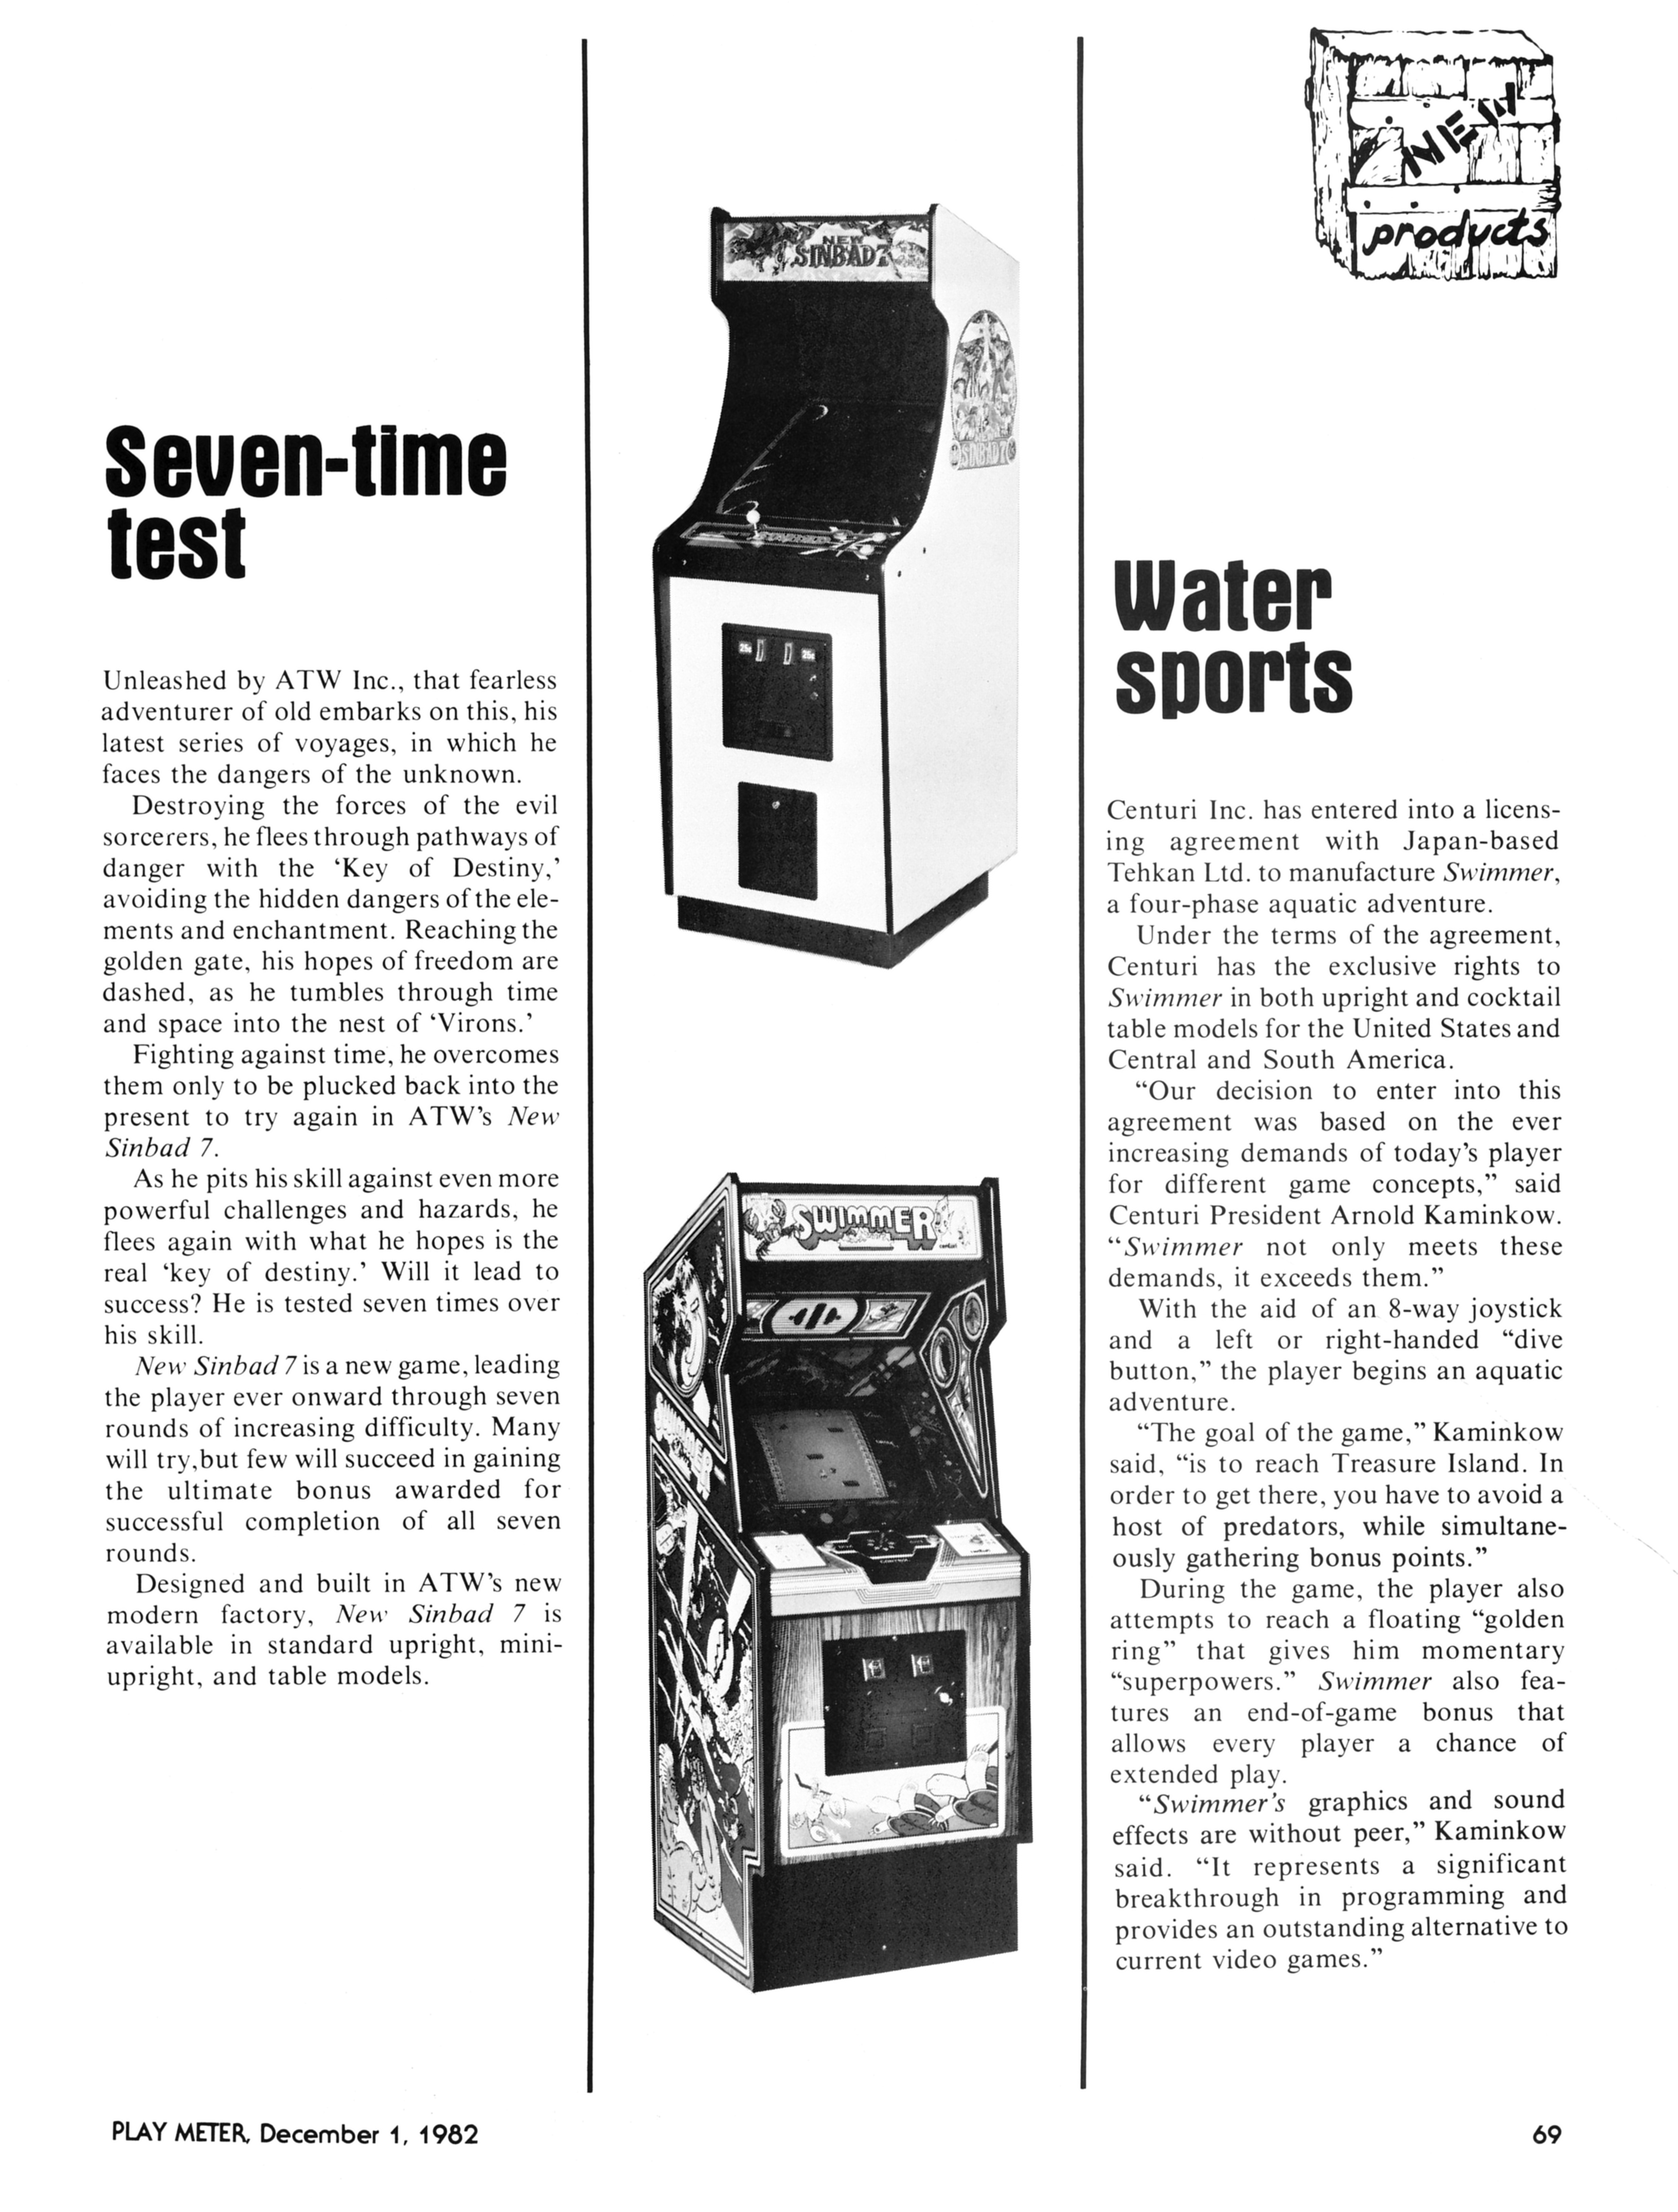 NEW
products
Seven-time
test
Unleashed by ATW Inc., that fearless
adventurer of old embarks on this, his
latest series of voyages, in which he
faces the dangers of the unknown.
Destroying the forces of the evil
sorcerers, he flees through pathways of
danger with the ‘Key of Destiny,’
avoiding the hidden dangers of the ele-
ments and enchantment. Reaching the
golden gate, his hopes of freedom are
dashed, as he tumbles through time
and space into the nest of ‘Virons.’
Fighting against time, he overcomes
them only to be plucked back into the
present to try again in ATW’s New
Sinbad 7.
As he pits his skill against even more
powerful challenges and hazards, he
flees again with what he hopes is the
real ‘key of destiny.’ Will it lead to
success? He is tested seven times over
his skill.
New Sinbad 7 is a new game, leading
the player ever onward through seven
rounds of increasing difficulty. Many
will try,but few will succeed in gaining
the ultimate bonus awarded for
successful completion of all seven
rounds.
Designed and built in ATW’s new
modern factory, New Sinbad 7 is
available in standard upright, mini-
upright, and table models.
NEW
SINBAD 7
SINBAD 7
25¢
25¢
SWIMMER
Water
sports
Centuri Inc. has entered into a licens-
ing agreement with Japan-based
Tehkan Ltd. to manufacture Swimmer,
a four-phase aquatic adventure.
Under the terms of the agreement,
Centuri has the exclusive rights to
Swimmer in both upright and cocktail
table models for the United States and
Central and South America.
“Our decision to enter into this
agreement was based on the ever
increasing demands of today’s player
for different game concepts,” said
Centuri President Arnold Kaminkow.
“Swimmer not only meets these
demands, it exceeds them.”
With the aid of an 8-way joystick
and a left or right-handed “dive
button,” the player begins an aquatic
adventure.
“The goal of the game,” Kaminkow
said, “is to reach Treasure Island. In
order to get there, you have to avoid a
host of predators, while simultane-
ously gathering bonus points.”
During the game, the player also
attempts to reach a floating “golden
ring” that gives him momentary
“superpowers.” Swimmer also fea-
tures an end-of-game bonus that
allows every player a chance of
extended play.
“Swimmer’s graphics and sound
effects are without peer,” Kaminkow
said. “It represents a significant
breakthrough in programming and
provides an outstanding alternative to
current video games.”
PLAY METER, December 1, 1982
69